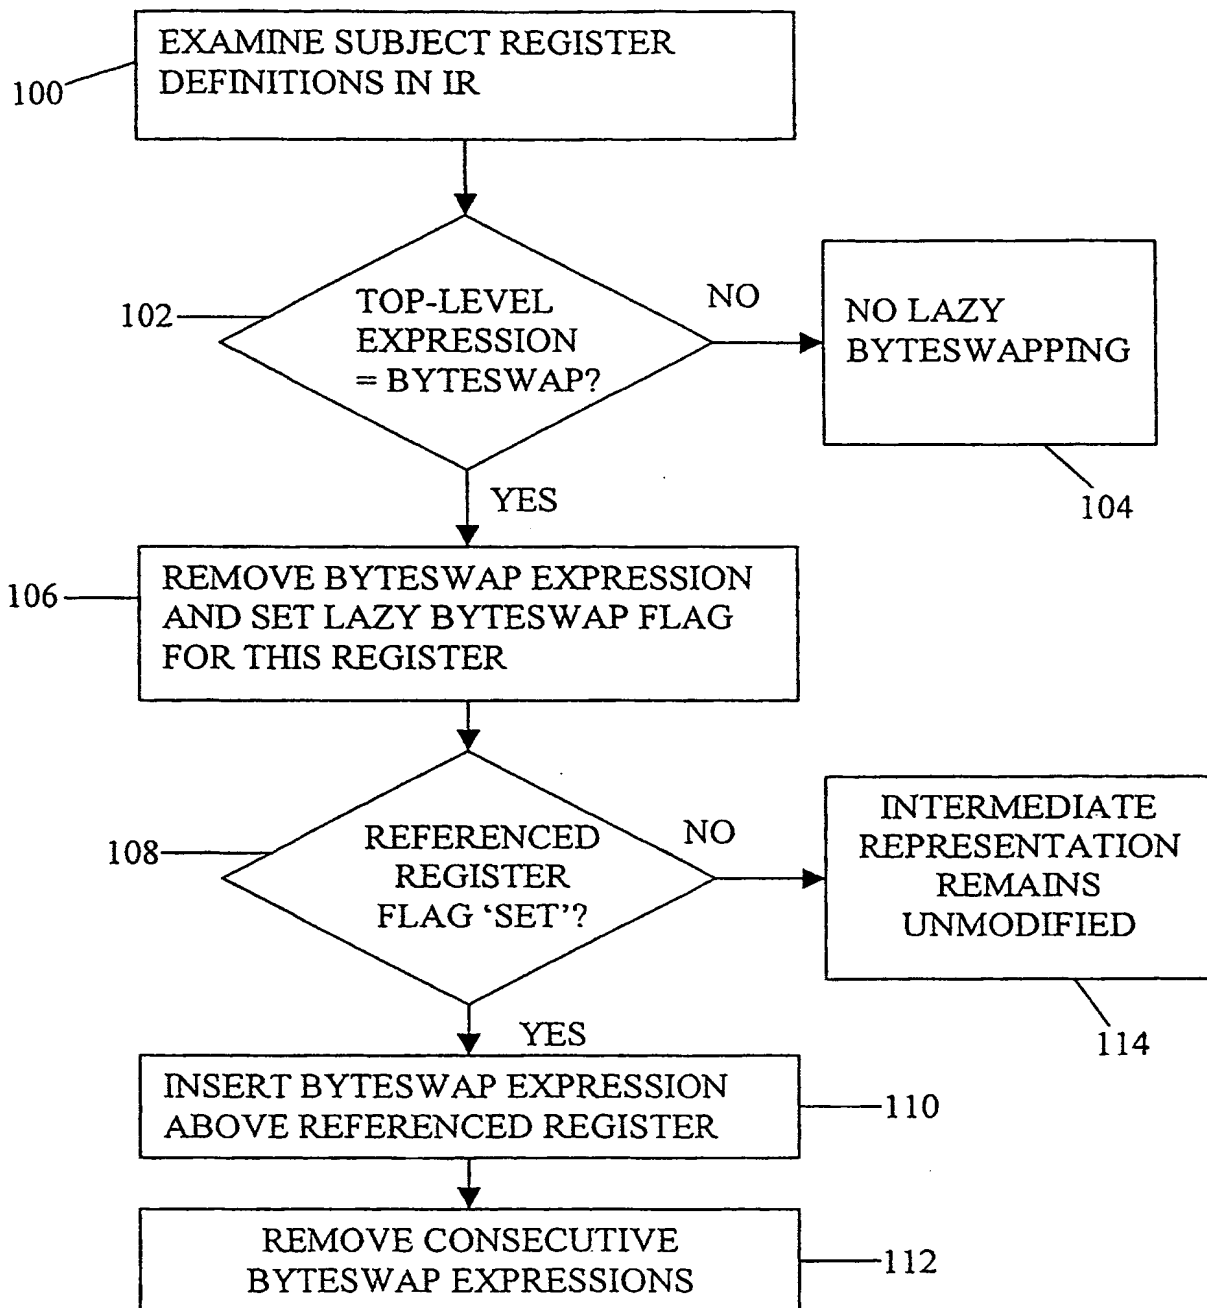 EXAMINE SUBJECT REGISTER
DEFINITIONS IN IR
100
102
TOP-LEVEL
EXPRESSION
= BYTESWAP?
NO
NO LAZY
BYTESWAPPING
104
YES
106
REMOVE BYTESWAP EXPRESSION
AND SET LAZY BYTESWAP FLAG
FOR THIS REGISTER
108
REFERENCED
REGISTER
FLAG ‘SET’?
NO
INTERMEDIATE
REPRESENTATION
REMAINS
UNMODIFIED
114
YES
INSERT BYTESWAP EXPRESSION
ABOVE REFERENCED REGISTER
110
REMOVE CONSECUTIVE
BYTESWAP EXPRESSIONS
112